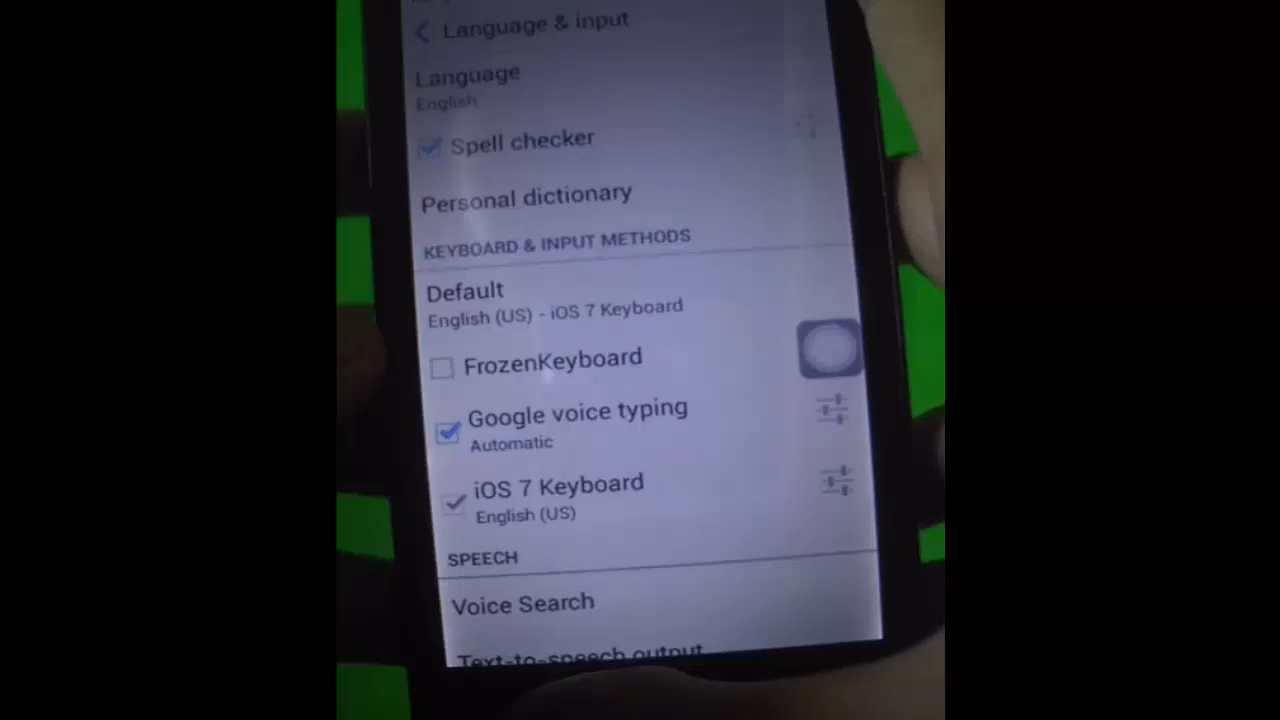 Language & input
Language
English
Spell checker
Personal dictionary
KEYBOARD & INPUT METHODS
Default
English (US) - iOS 7 Keyboard
FrozenKeyboard
Google voice typing
Automatic
iOS 7 Keyboard
English (US)
SPEECH
Voice Search
Text-to-speech output